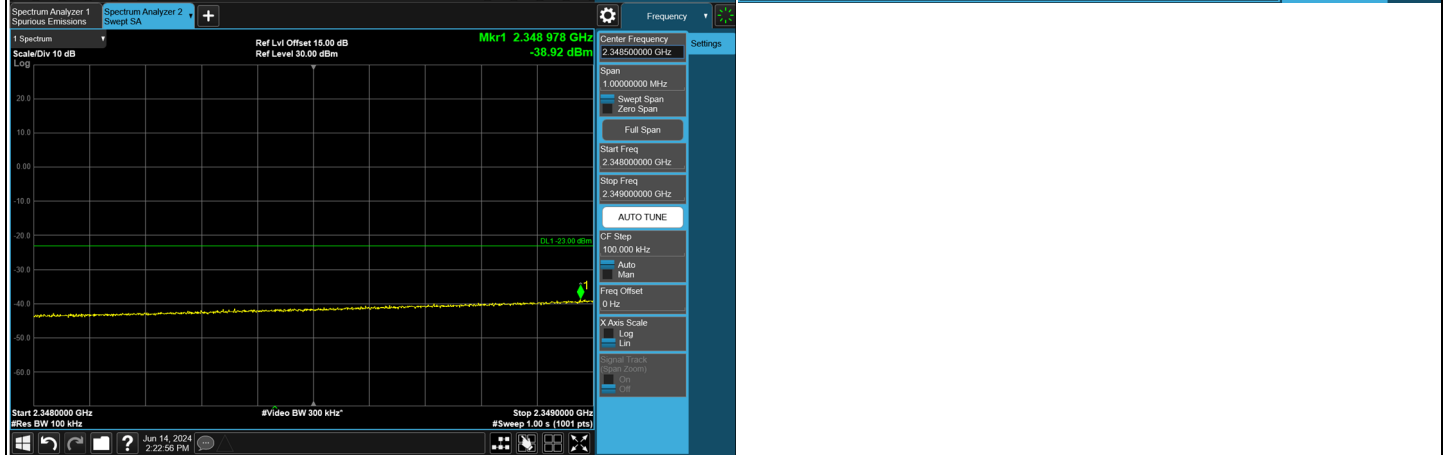 Spectrum Analyzer 1
Spurious Emissions
Spectrum Analyzer 2
Swept SA
+
Frequency
1 Spectrum
Scale/Div 10 dB
Log
Ref Lvl Offset 15.00 dB
Ref Level 30.00 dBm
Mkr1 2.348 978 GHz
-38.92 dBm
20.0
10.0
0.00
-10.0
-20.0
-30.0
-40.0
-50.0
-60.0
DL1 -23.00 dBm
1
Start 2.3480000 GHz
#Res BW 100 kHz
#Video BW 300 kHz*
Stop 2.3490000 GHz
#Sweep 1.00 s (1001 pts)
Center Frequency
2.348500000 GHz
Settings
Span
1.00000000 MHz
Swept Span
Zero Span
Full Span
Start Freq
2.348000000 GHz
Stop Freq
2.349000000 GHz
AUTO TUNE
CF Step
100.000 kHz
Auto
Man
Freq Offset
0 Hz
X Axis Scale
Log
Lin
Signal Track
(Span Zoom)
On
Off
?
Jun 14, 2024
2:22:56 PM